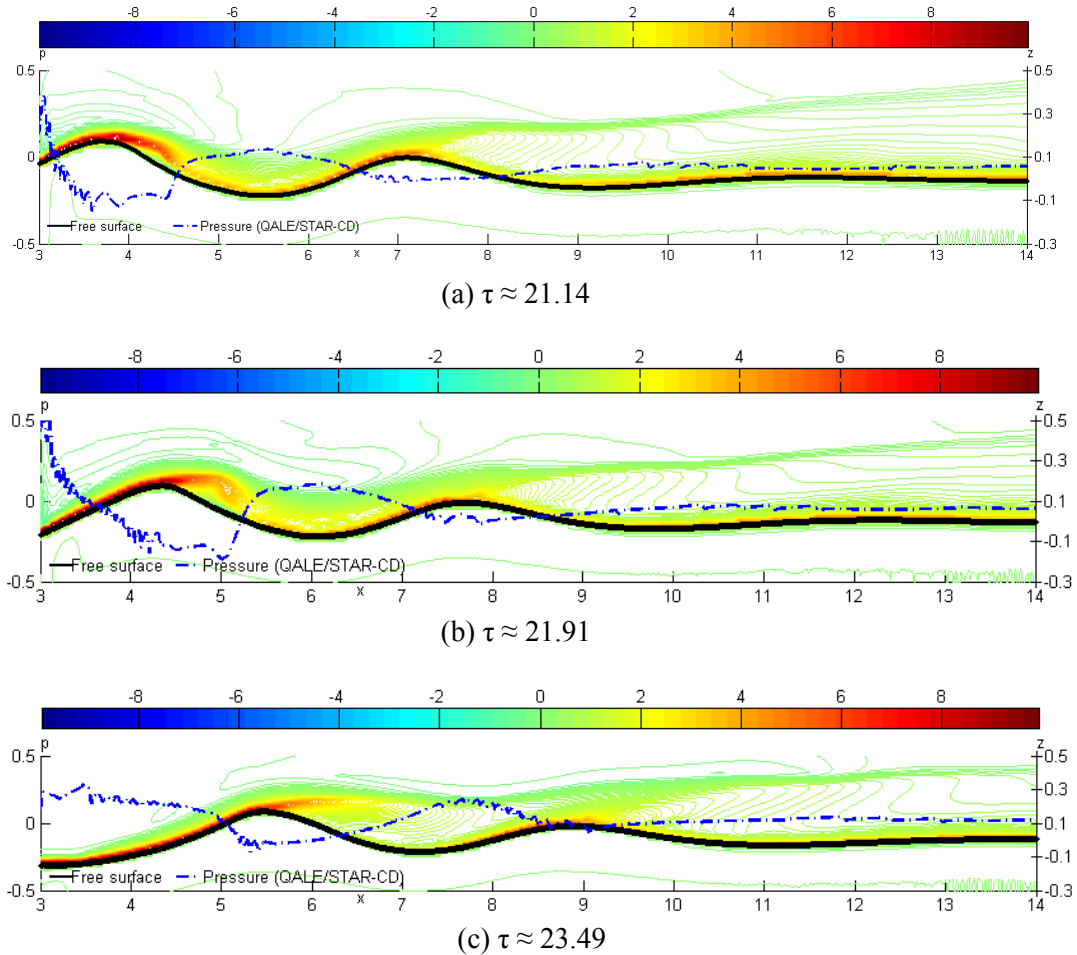 -8 -6 -4 -2 0 2 4 6 8
p z
0.5 0.5
0.3
0 0.1
-0.1
Free surface Pressure (QALE/STAR-CD)
-0.5 -0.3
3 4 5 6 x 7 8 9 10 11 12 13 14
(a) τ ≈ 21.14
-8 -6 -4 -2 0 2 4 6 8
p z
0.5 0.5
0.3
0 0.1
-0.1
Free surface Pressure (QALE/STAR-CD)
-0.5 -0.3
3 4 5 6 x 7 8 9 10 11 12 13 14
(b) τ ≈ 21.91
-8 -6 -4 -2 0 2 4 6 8
p z
0.5 0.5
0.3
0 0.1
-0.1
Free surface Pressure (QALE/STAR-CD)
-0.5 -0.3
3 4 5 6 x 7 8 9 10 11 12 13 14
(c) τ ≈ 23.49